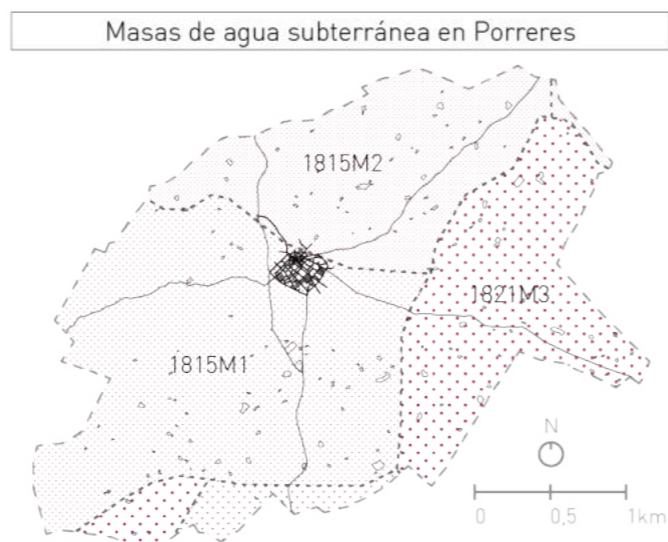 Masas de agua subterránea en Porreres
1815M2
1821M3
1815M1
N
0 0,5 1km